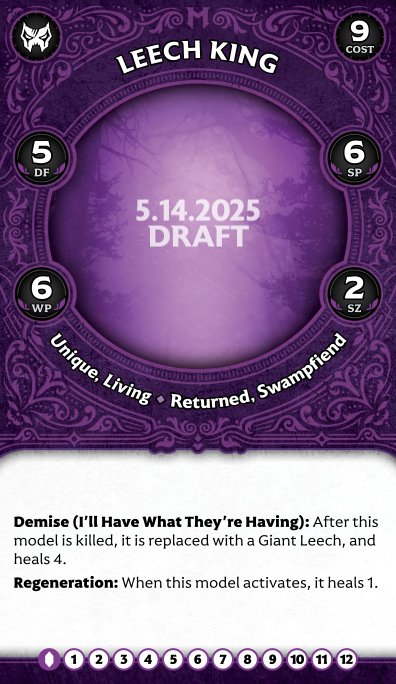 M
LEECH KING
9
COST
5
DF
6
SP
5.14.2025
DRAFT
6
WP
2
SZ
Unique, Living ◆ Returned, Swampfiend
Demise (I'll Have What They're Having): After this
model is killed, it is replaced with a Giant Leech, and
heals 4.
Regeneration: When this model activates, it heals 1.
1 2 3 4 5 6 7 8 9 10 11 12